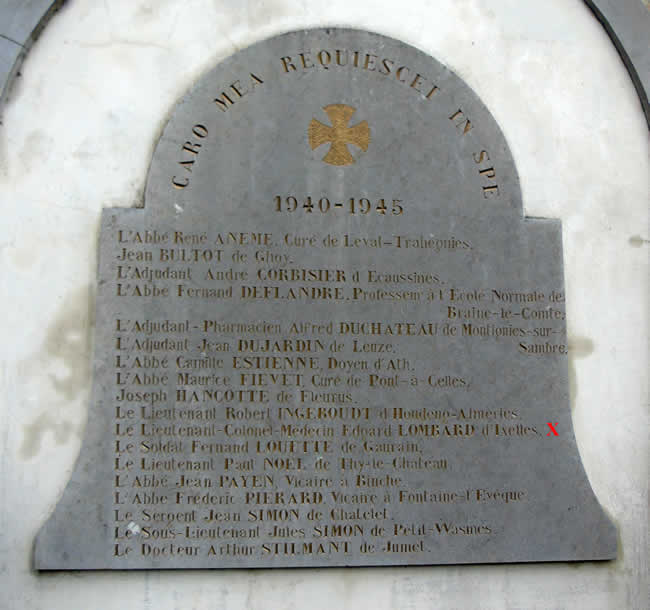 CARO MEA REQUIESCET IN SPE
1940-1945
L'Abbé René ANEME, Curé de Leval-Trahegnies.
Jean BULTOT de Ghoy.
L'Adjudant André CORBISIER d'Ecaussines.
L'Abbé Fernand DEFLANDRE, Professeur à l'Ecole Normale de
Braine-le-Comte.
L'Adjudant-Pharmacien Alfred DUCHATEAU de Montignies-sur-
L'Adjudant Jean DUJARDIN de Leuze. Sambre.
L'Abbé Camille ESTIENNE, Doyen d'Ath.
L'Abbé Maurice FIEVET, Curé de Pont-à-Celles.
Joseph HANCOTTE de Fleurus.
Le Lieutenant Robert INGEBOUDT d'Houdeng-Aimeries.
Le Lieutenant-Colonel-Médecin Edoard LOMBARD d'Ixelles. X
Le Soldat Fernand LOUETTE de Gaurain.
Le Lieutenant Paul NOEL de Thy-le-Château
L'Abbé Jean PAYEN, Vicaire à Binche.
L'Abbé Fréderic PIERARD, Vicaire à Fontaine-l'Evêque
Le Sergent Jean SIMON de Chatelet.
Le Sous-Lieutenant Jules SIMON de Petit-Wasmes.
Le Docteur Arthur STILMANT de Jumet.